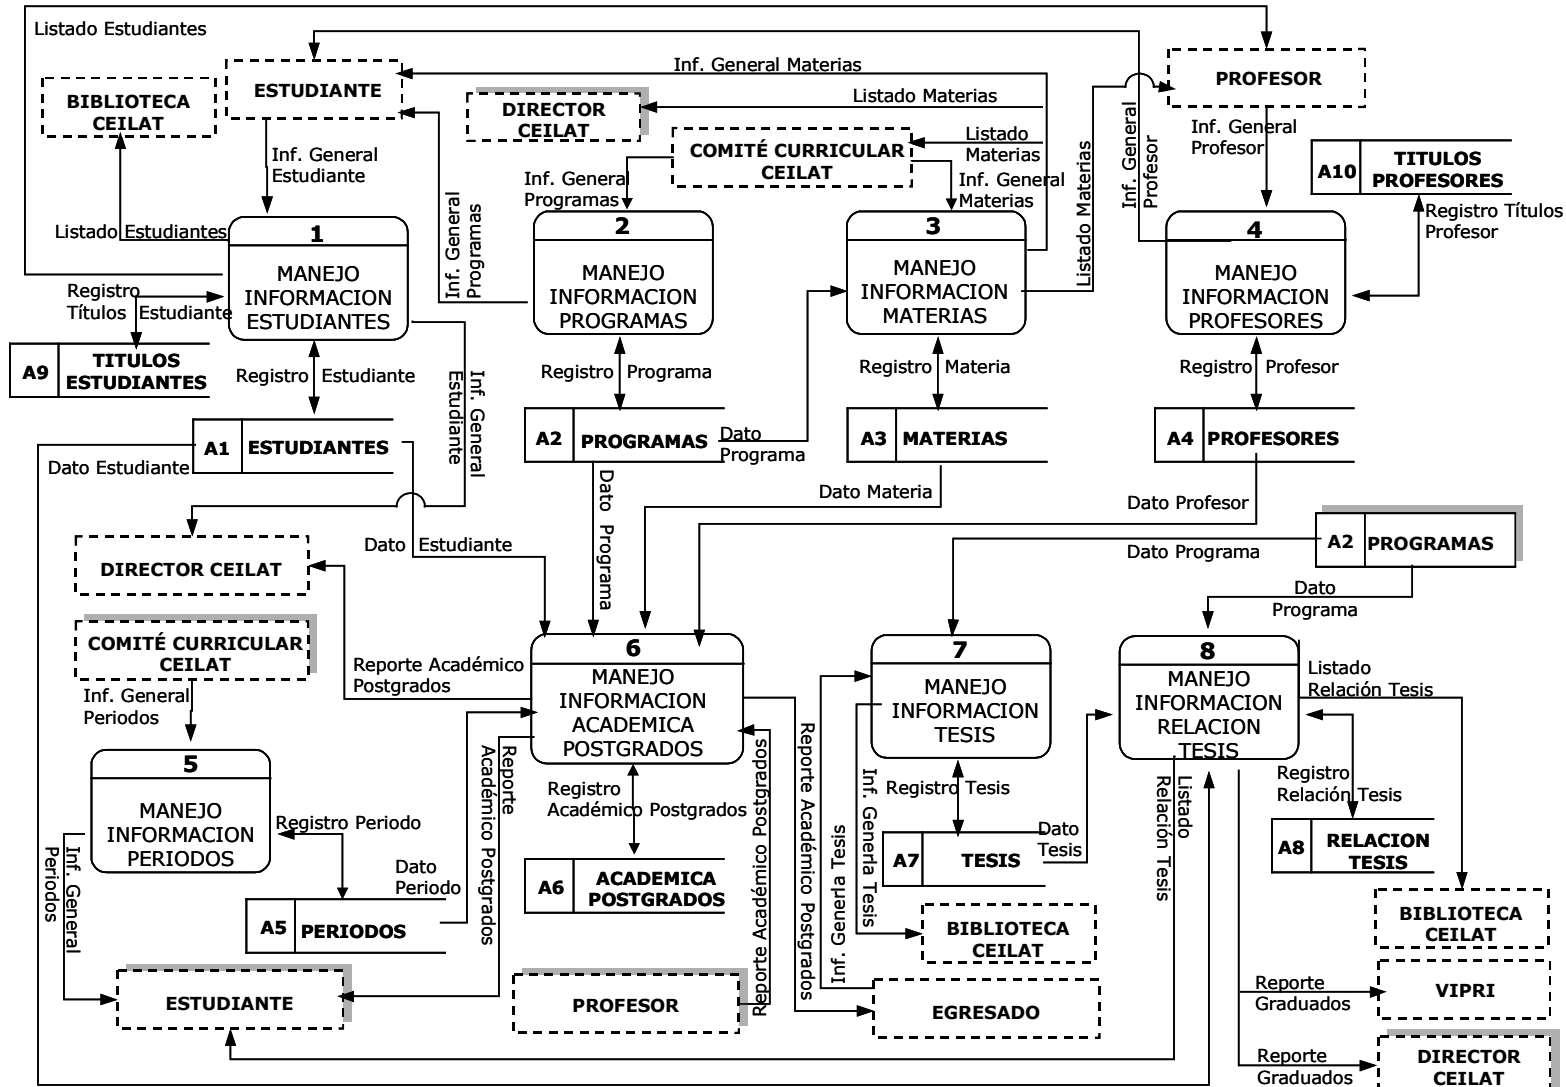 Listado Estudiantes
BIBLIOTECA
CEILAT
ESTUDIANTE
Inf. General Materias
DIRECTOR
CEILAT
Listado Materias
COMITÉ CURRICULAR
CEILAT
Listado
Materias
PROFESOR
Inf. General
Profesor
Inf. General
Profesor
A10
TITULOS
PROFESORES
Registro Títulos
Profesor
Inf. General
Estudiante
Inf. General
Programas
Inf. General
Programas
Inf. General
Materias
Listado Materias
Listado Estudiantes
1
MANEJO
INFORMACION
ESTUDIANTES
2
MANEJO
INFORMACION
PROGRAMAS
3
MANEJO
INFORMACION
MATERIAS
4
MANEJO
INFORMACION
PROFESORES
Registro
Títulos Estudiante
A9
TITULOS
ESTUDIANTES
Registro Estudiante
Inf. General
Estudiante
Registro Programa
Registro Materia
Registro Profesor
A1
ESTUDIANTES
A2
PROGRAMAS
Dato
Programa
A3
MATERIAS
A4
PROFESORES
Dato Estudiante
Dato Estudiante
Dato Programa
Dato Materia
Dato Profesor
Dato Programa
A2
PROGRAMAS
Dato
Programa
DIRECTOR CEILAT
COMITÉ CURRICULAR
CEILAT
Inf. General
Periodos
Reporte Académico
Postgrados
6
MANEJO
INFORMACION
ACADEMICA
POSTGRADOS
7
MANEJO
INFORMACION
TESIS
8
MANEJO
INFORMACION
RELACION
TESIS
Listado
Relación Tesis
5
MANEJO
INFORMACION
PERIODOS
Registro Periodo
Dato
Periodo
Reporte
Académico Postgrados
Registro
Académico Postgrados
Reporte Académico Postgrados
Reporte Académico Postgrados
Inf. Generla Tesis
Inf. Generla Tesis
Registro Tesis
Dato
Tesis
Listado
Relación Tesis
Registro
Relación Tesis
Inf. General
Periodos
A5
PERIODOS
A6
ACADEMICA
POSTGRADOS
A7
TESIS
A8
RELACION
TESIS
BIBLIOTECA
CEILAT
BIBLIOTECA
CEILAT
ESTUDIANTE
PROFESOR
EGRESADO
Reporte
Graduados
VIPRI
Reporte
Graduados
DIRECTOR
CEILAT